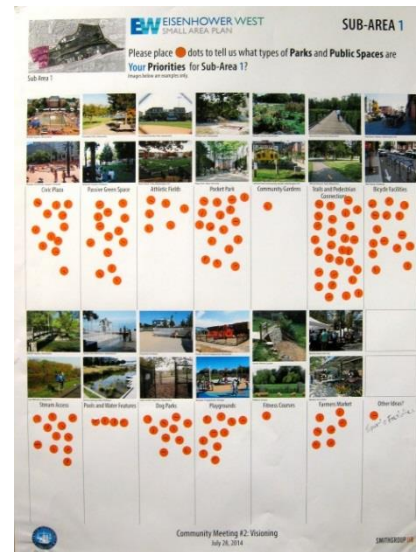 EW EISENHOWER WEST
SMALL AREA PLAN
SUB-AREA 1
Please place dots to tell us what types of Parks and Public Spaces are
Your Priorities for Sub-Area 1?
Sub Area 1
Images below are examples only.
Civic Plaza
Passive Green Space
Athletic Fields
Pocket Park
Community Gardens
Trails and Pedestrian
Connections
Bicycle Facilities
Stream Access
Pools and Water Features
Dog Parks
Playgrounds
Fitness Courses
Farmers Market
Other Ideas?
Community Meeting #2: Visioning
July 28, 2014
SMITHGROUPJJR